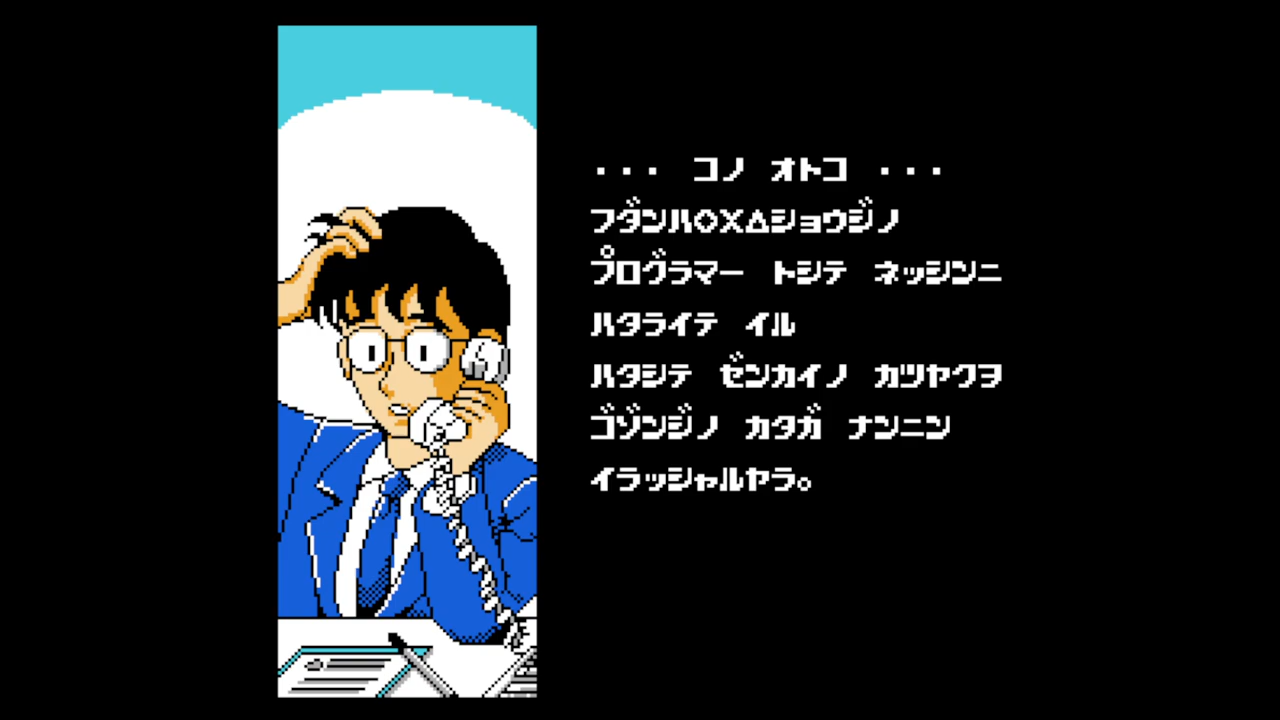 ・・・ コノ オトコ ・・・
フダンハ○X△ショウジノ
プログラマー トシテ ネッシンニ
ハタライテ イル
ハタシテ ゼンカイノ カツヤクヲ
ゴゾンジノ カタガ ナンニン
イラッシャルヤラ。